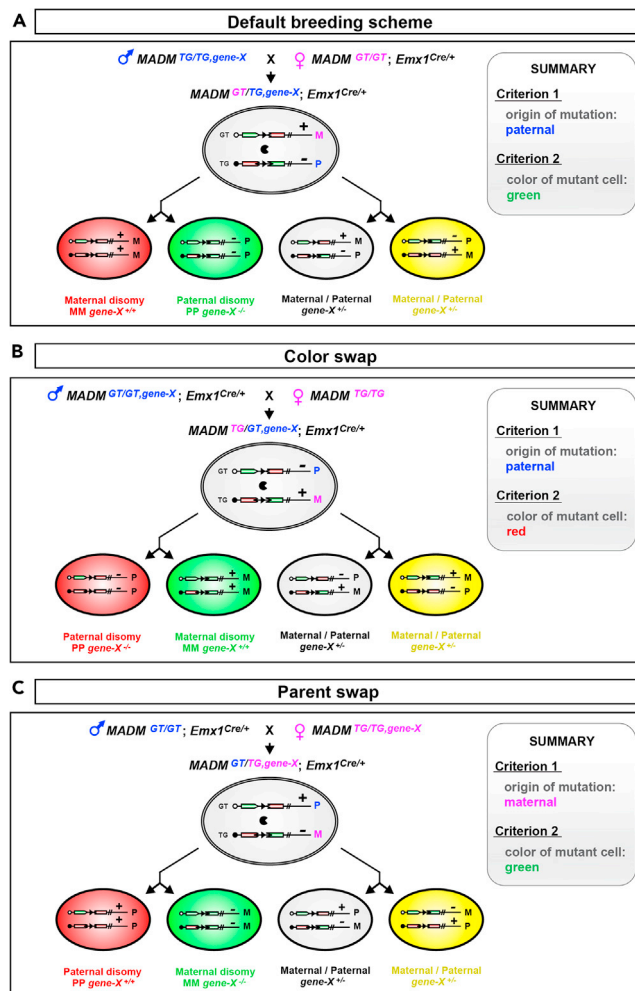 A
Default breeding scheme
♂ MADM TG/TG,gene-X X ♀ MADM GT/GT; Emx1Cre/+
MADM GT/TG,gene-X; Emx1Cre/+
GT + M
TG - P
+ M
+ M
- P
- P
+ M
- P
- P
+ M
Maternal disomy
MM gene-X +/+
Paternal disomy
PP gene-X -/-
Maternal / Paternal
gene-X +/-
Maternal / Paternal
gene-X +/-
SUMMARY
Criterion 1
origin of mutation:
paternal
Criterion 2
color of mutant cell:
green
B
Color swap
♂ MADM GT/GT,gene-X; Emx1Cre/+ X ♀ MADM TG/TG
MADM TG/GT,gene-X; Emx1Cre/+
GT - P
TG + M
- P
- P
+ M
+ M
- P
+ M
+ M
- P
Paternal disomy
PP gene-X -/-
Maternal disomy
MM gene-X +/+
Maternal / Paternal
gene-X +/-
Maternal / Paternal
gene-X +/-
SUMMARY
Criterion 1
origin of mutation:
paternal
Criterion 2
color of mutant cell:
red
C
Parent swap
♂ MADM GT/GT; Emx1Cre/+ X ♀ MADM TG/TG,gene-X
MADM GT/TG,gene-X; Emx1Cre/+
GT + P
TG - M
+ P
+ P
- M
- M
+ P
- M
- M
+ P
Paternal disomy
PP gene-X +/+
Maternal disomy
MM gene-X -/-
Maternal / Paternal
gene-X +/-
Maternal / Paternal
gene-X +/-
SUMMARY
Criterion 1
origin of mutation:
maternal
Criterion 2
color of mutant cell:
green